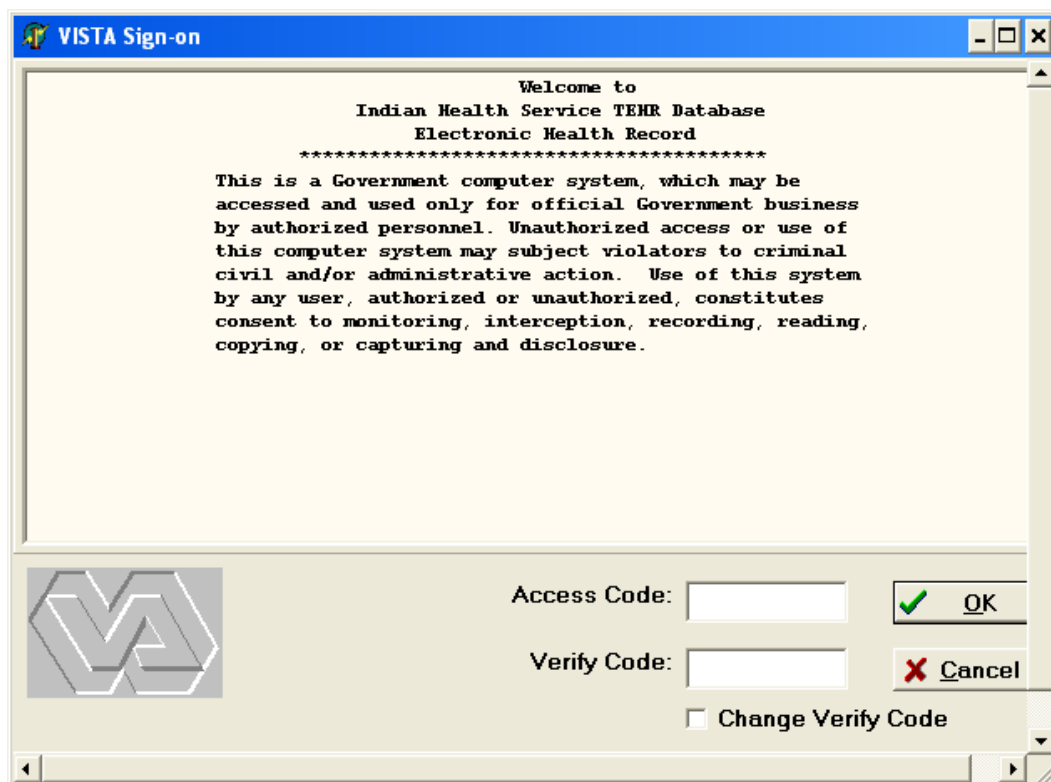 VISTA Sign-on
Welcome to
Indian Health Service TEHR Database
Electronic Health Record
****************************************
This is a Government computer system, which may be
accessed and used only for official Government business
by authorized personnel. Unauthorized access or use of
this computer system may subject violators to criminal
civil and/or administrative action.  Use of this system
by any user, authorized or unauthorized, constitutes
consent to monitoring, interception, recording, reading,
copying, or capturing and disclosure.
VA
Access Code:
OK
Verify Code:
Cancel
Change Verify Code